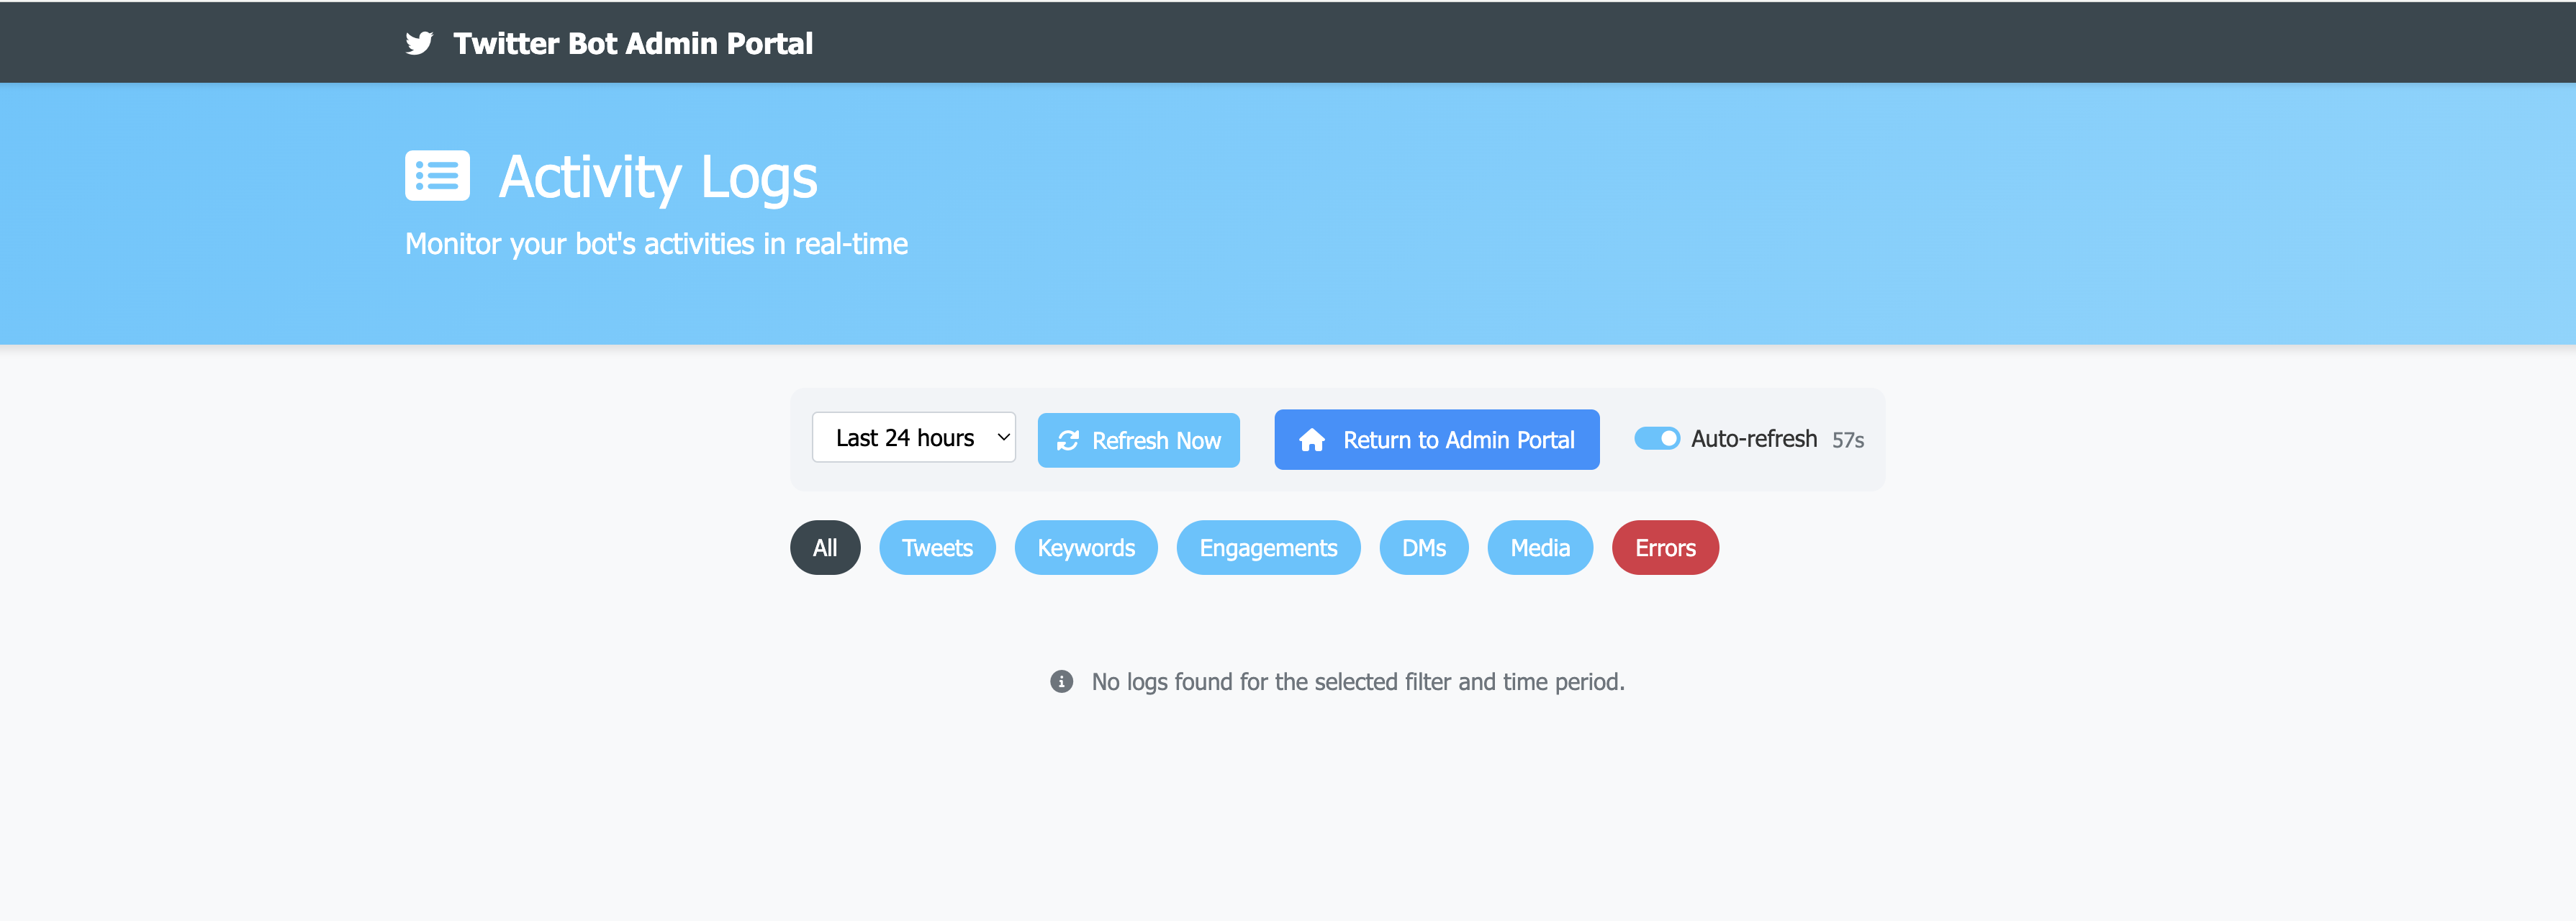 Twitter Bot Admin Portal
Activity Logs
Monitor your bot's activities in real-time
Last 24 hours Refresh Now Return to Admin Portal Auto-refresh 57s
All Tweets Keywords Engagements DMs Media Errors
No logs found for the selected filter and time period.